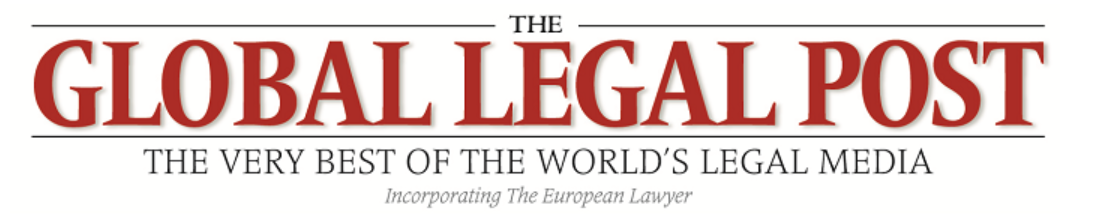 THE
GLOBAL LEGAL POST
THE VERY BEST OF THE WORLD'S LEGAL MEDIA
Incorporating The European Lawyer